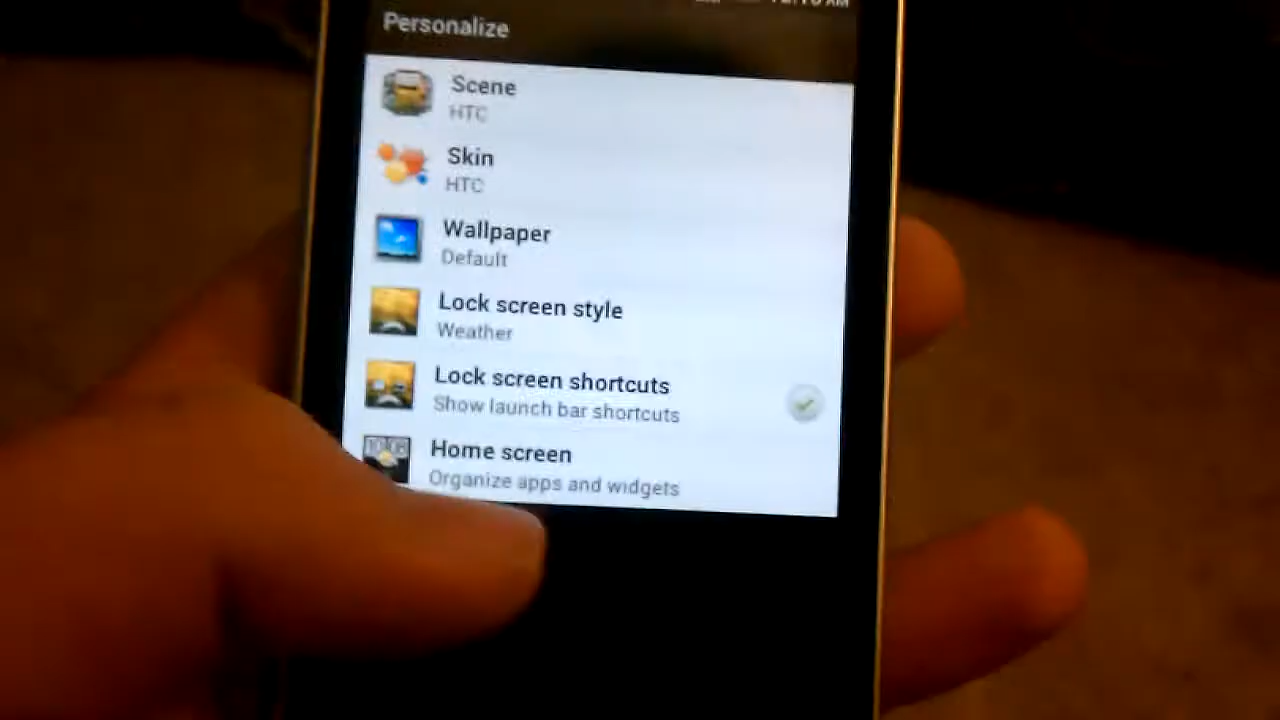 Personalize
Scene
HTC
Skin
HTC
Wallpaper
Default
Lock screen style
Weather
Lock screen shortcuts
Show launch bar shortcuts
Home screen
Organize apps and widgets